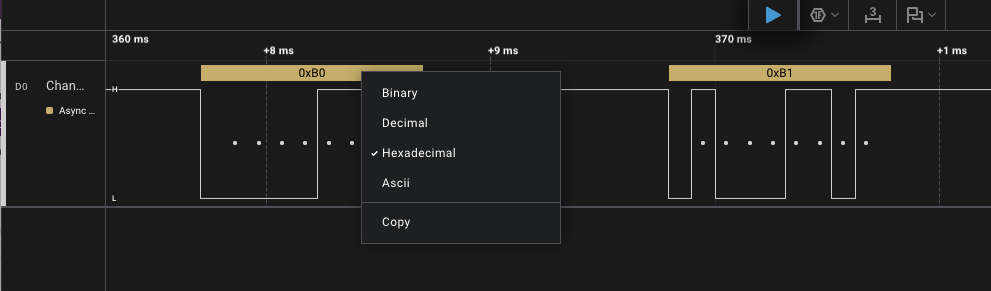 3
360 ms
370 ms
+8 ms
+9 ms
+1 ms
0xB0
0xB1
D0
Chan...
H
Async ...
L
Binary
Decimal
Hexadecimal
Ascii
Copy